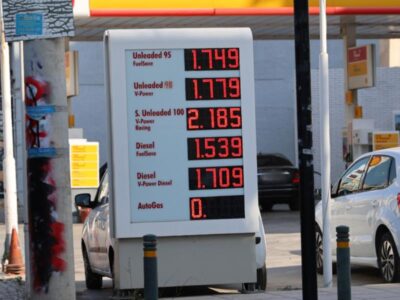 Unleaded 95
FuelSave
1.749
Unleaded 98
V-Power
1.779
S. Unleaded 100
V-Power
Racing
2.185
Diesel
FuelSave
1.539
Diesel
V-Power Diesel
1.709
AutoGas
0.